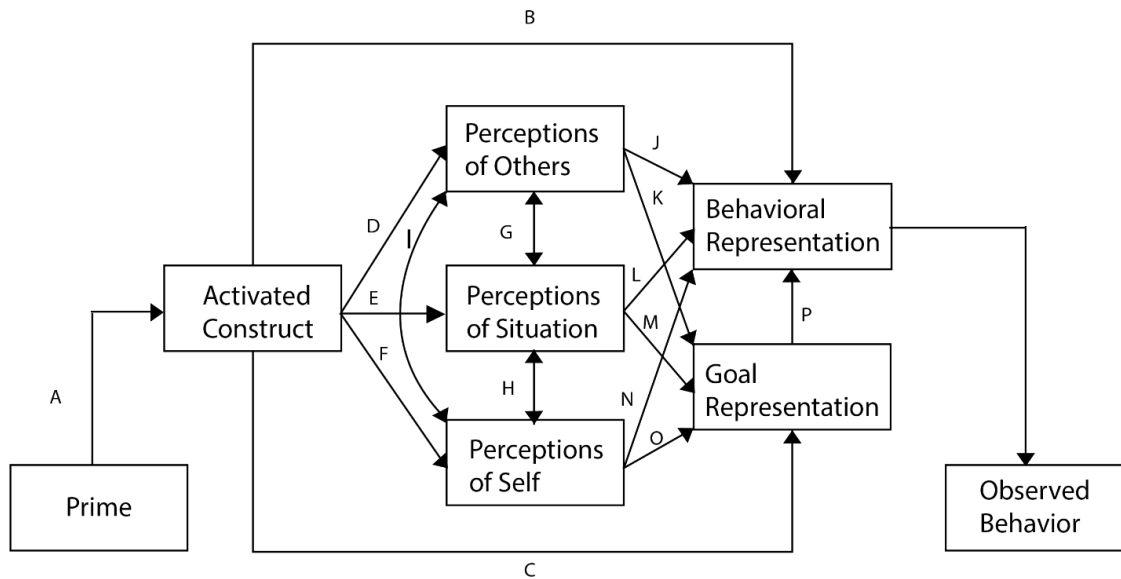 B
Perceptions
of Others
J
K
Behavioral
Representation
D
I
G
L
Activated
Construct
E
Perceptions
of Situation
M
P
F
A
H
N
Goal
Representation
O
Perceptions
of Self
Prime
Observed
Behavior
C